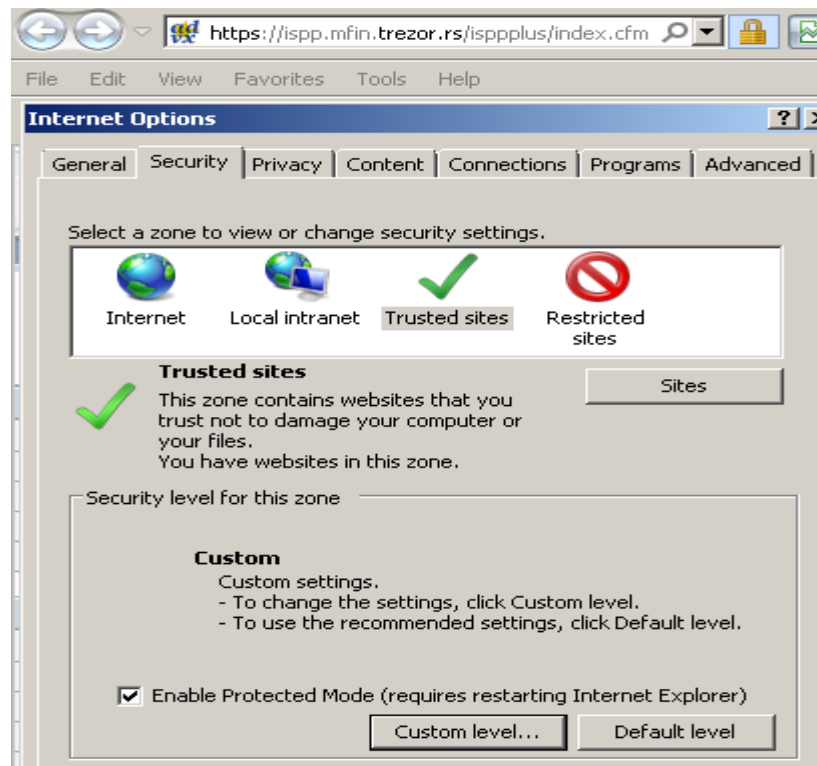 https://ispp.mfin.trezor.rs/isppplus/index.cfm
File Edit View Favorites Tools Help
Internet Options
General Security Privacy Content Connections Programs Advanced
Select a zone to view or change security settings.
Internet Local intranet Trusted sites Restricted
sites
Trusted sites
Sites
This zone contains websites that you
trust not to damage your computer or
your files.
You have websites in this zone.
Security level for this zone
Custom
Custom settings.
- To change the settings, click Custom level.
- To use the recommended settings, click Default level.
Enable Protected Mode (requires restarting Internet Explorer)
Custom level... Default level